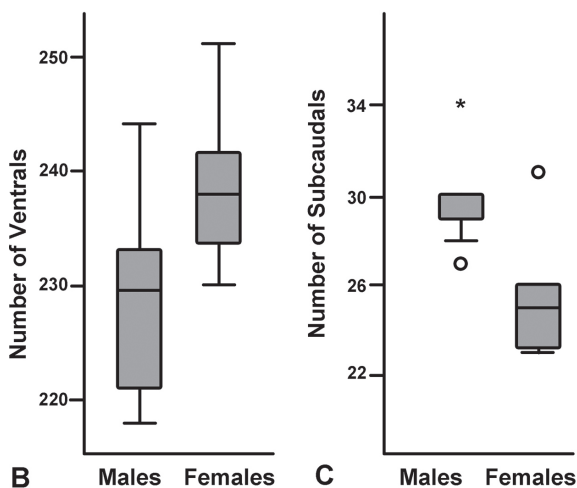 Number of Ventrals
250
240
230
220
B
Males
Females
Number of Subcaudals
34
*
30
26
22
C
Males
Females